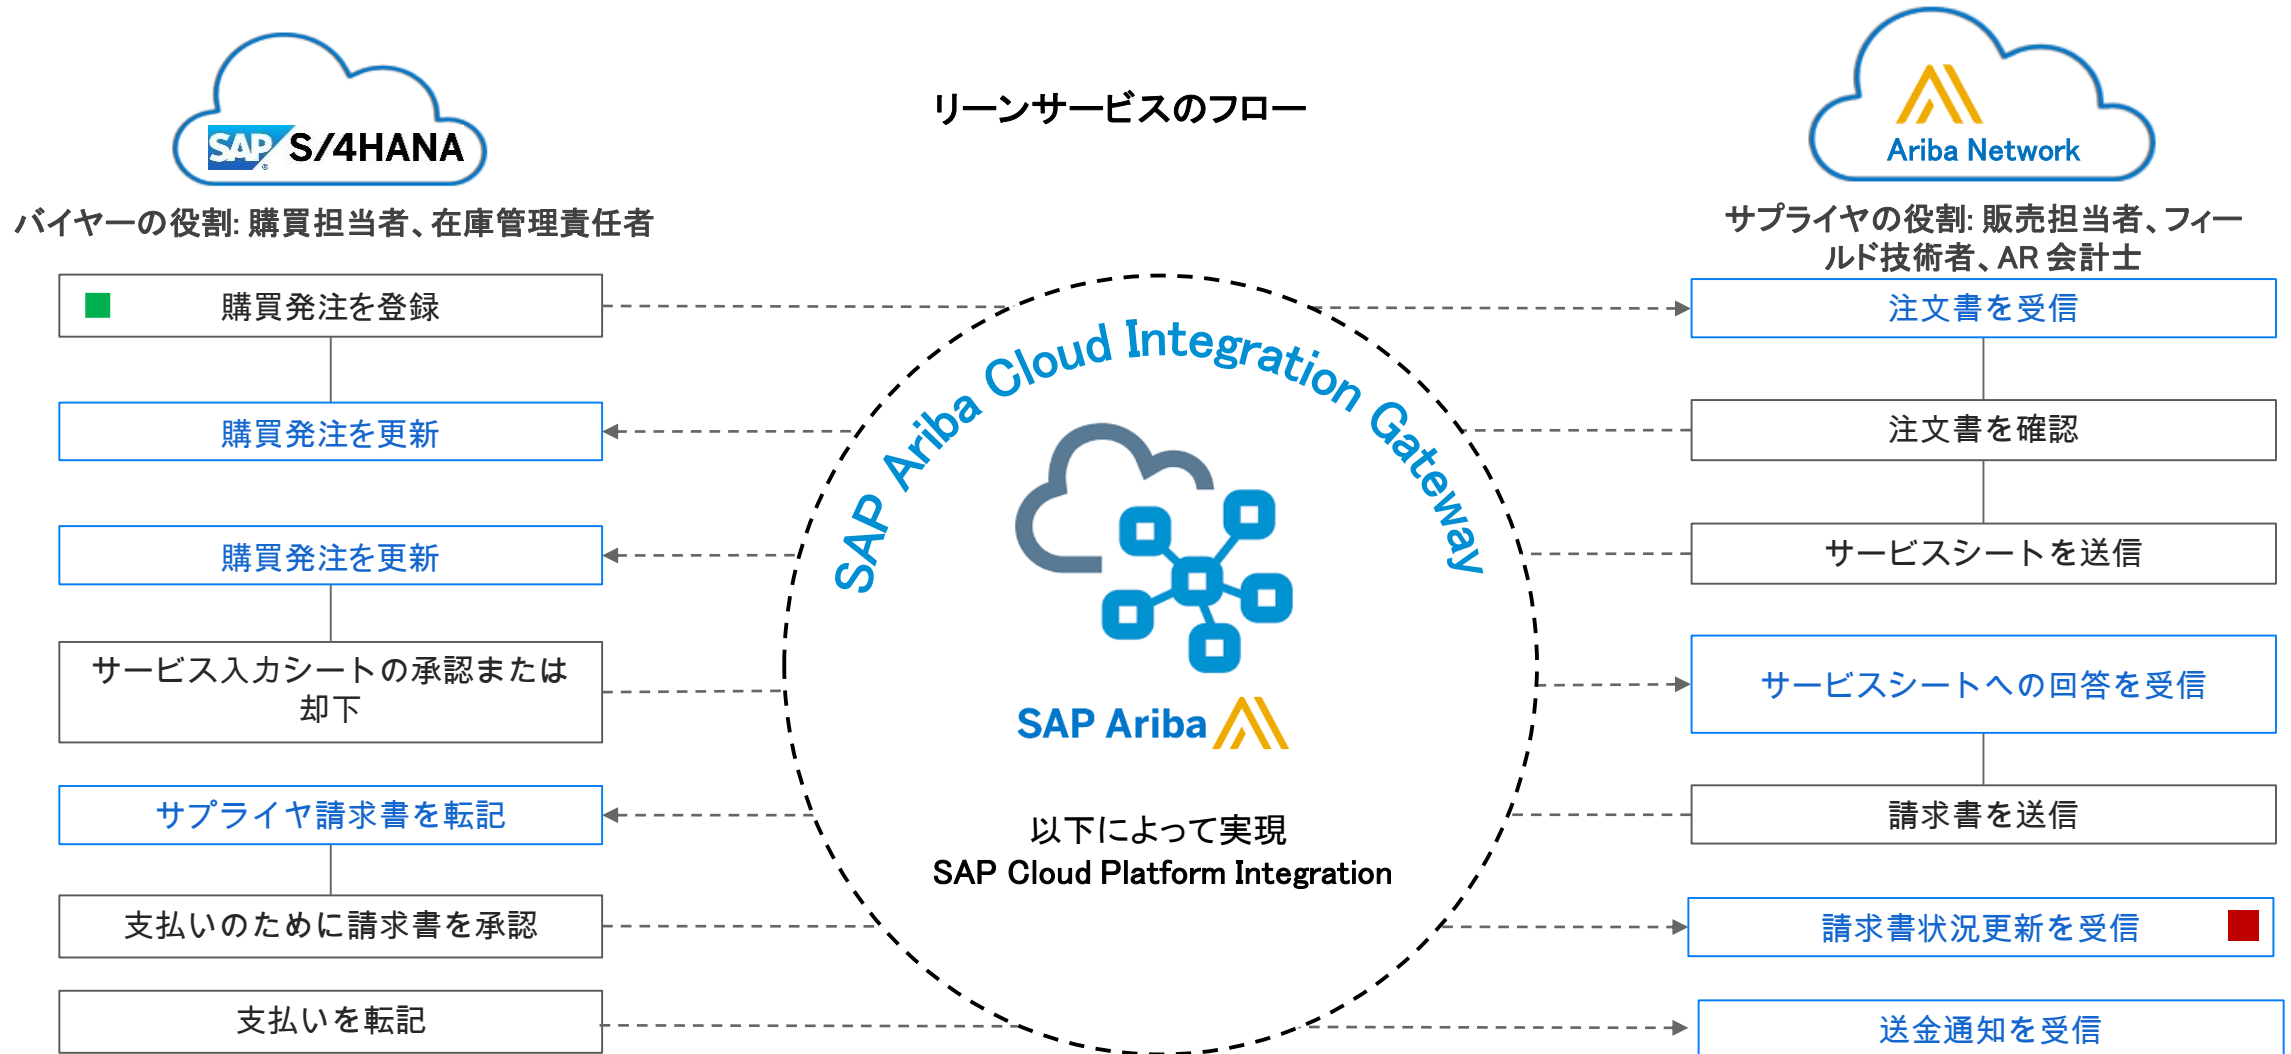 リーンサービスのフロー
SAP S/4HANA
®
バイヤーの役割: 購買担当者、在庫管理責任者
購買発注を登録
購買発注を更新
購買発注を更新
サービス入力シートの承認または
却下
サプライヤ請求書を転記
支払いのために請求書を承認
支払いを転記
SAP Ariba Cloud Integration Gateway
SAP Ariba
以下によって実現
SAP Cloud Platform Integration
Ariba Network
サプライヤの役割: 販売担当者、フィー
ルド技術者、AR 会計士
注文書を受信
注文書を確認
サービスシートを送信
サービスシートへの回答を受信
請求書を送信
請求書状況更新を受信
送金通知を受信